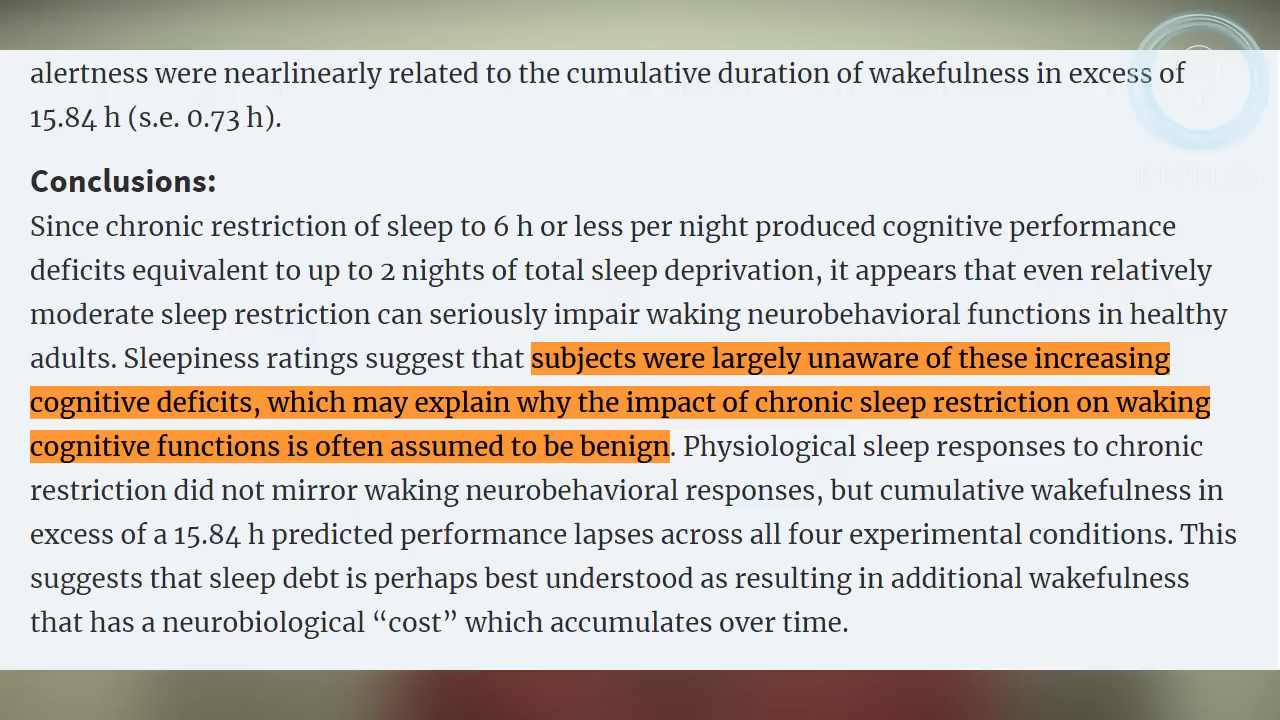 alertness were nearlinearly related to the cumulative duration of wakefulness in excess of
15.84 h (s.e. 0.73 h).
Conclusions:
Since chronic restriction of sleep to 6 h or less per night produced cognitive performance
deficits equivalent to up to 2 nights of total sleep deprivation, it appears that even relatively
moderate sleep restriction can seriously impair waking neurobehavioral functions in healthy
adults. Sleepiness ratings suggest that subjects were largely unaware of these increasing
cognitive deficits, which may explain why the impact of chronic sleep restriction on waking
cognitive functions is often assumed to be benign. Physiological sleep responses to chronic
restriction did not mirror waking neurobehavioral responses, but cumulative wakefulness in
excess of a 15.84 h predicted performance lapses across all four experimental conditions. This
suggests that sleep debt is perhaps best understood as resulting in additional wakefulness
that has a neurobiological “cost” which accumulates over time.